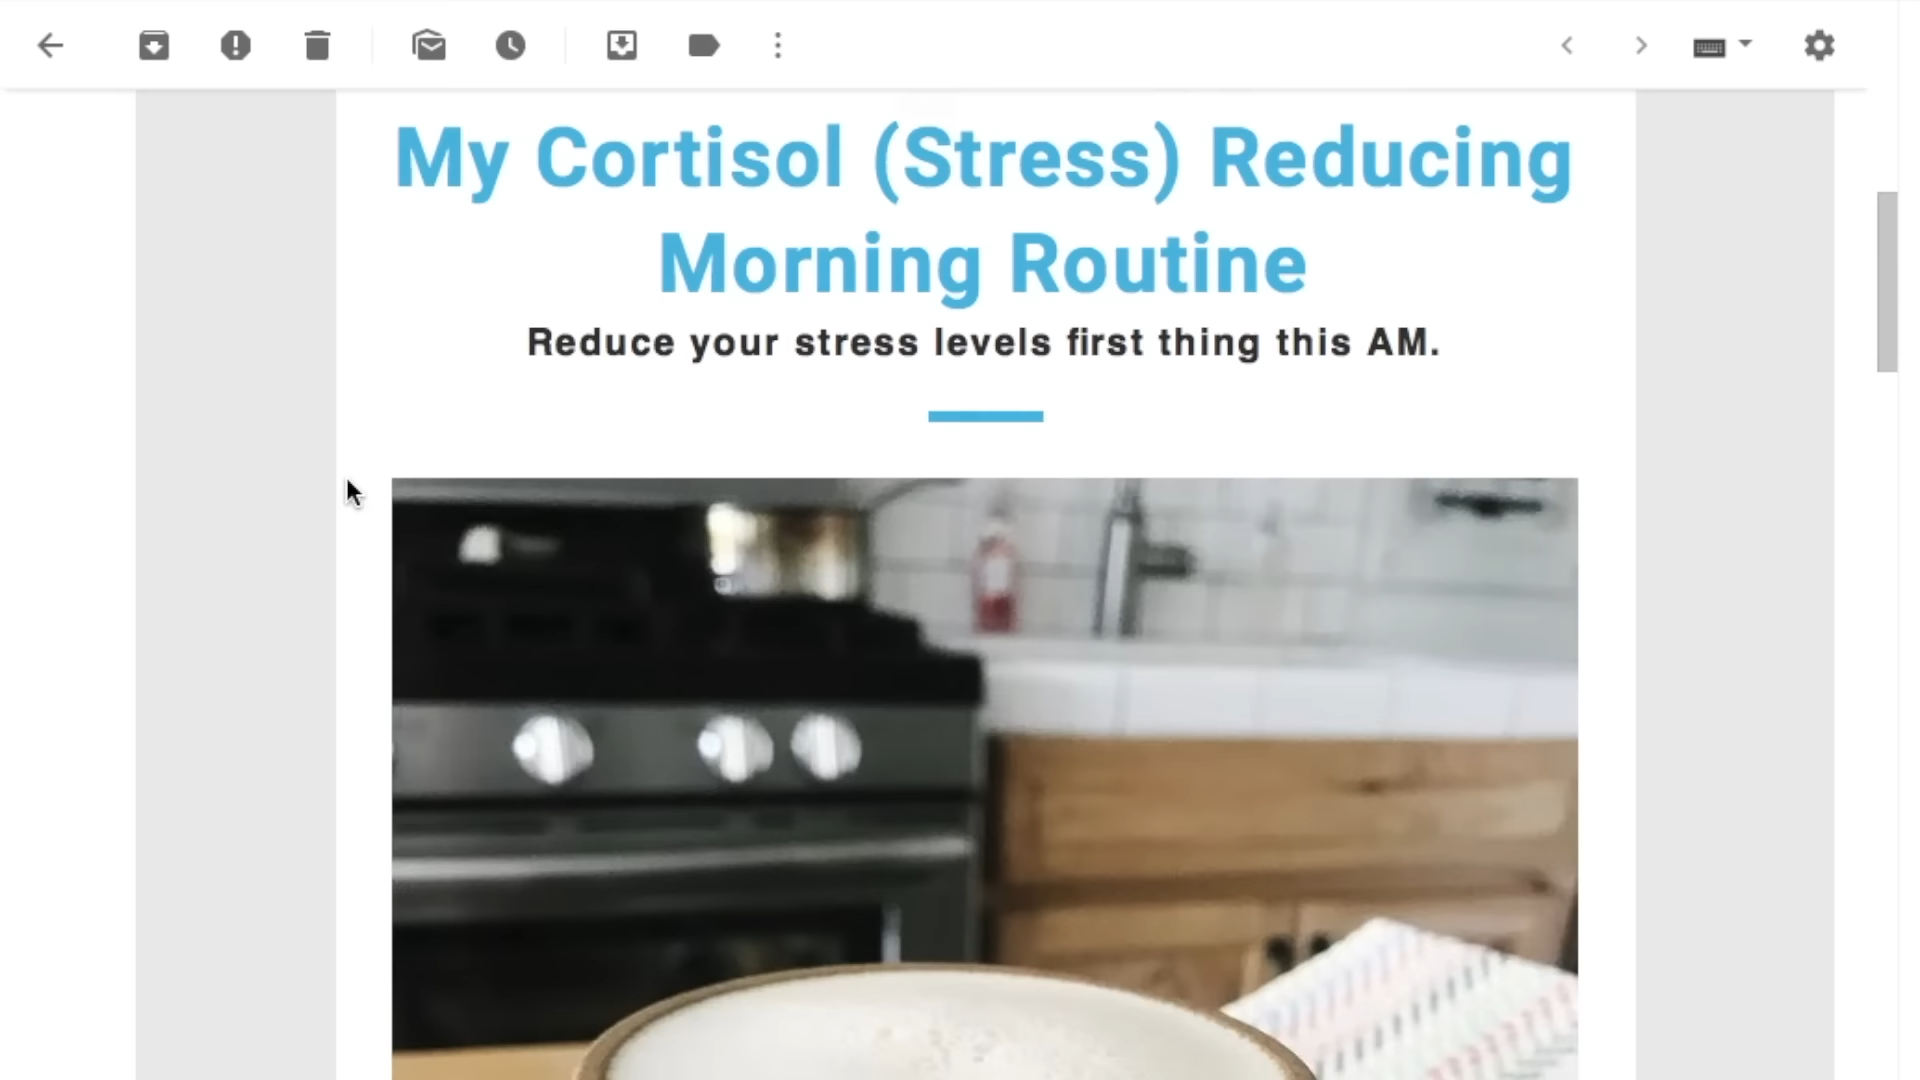 My Cortisol (Stress) Reducing
Morning Routine
Reduce your stress levels first thing this AM.